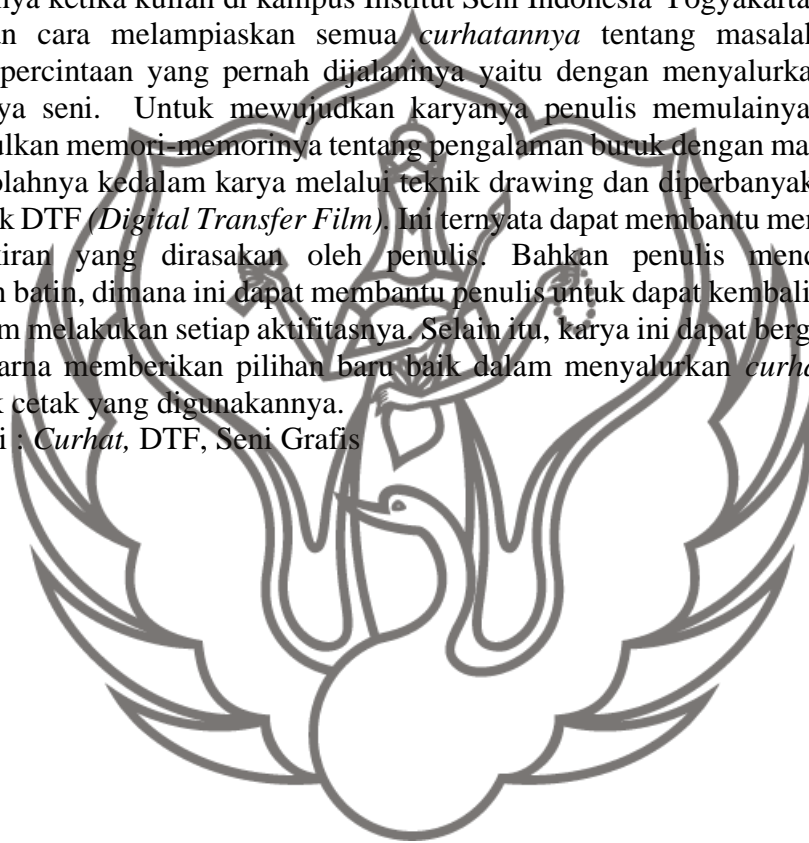 ya ketika kuliah di kampus Institut Seni Indonesia Yogyakarta
n cara melampiaskan semua curhatannya tentang masalal
percintaan yang pernah dijalaninya yaitu dengan menyalurka
ya seni. Untuk mewujudkan karyanya penulis memulainya
ulkan memori-memorinya tentang pengalaman buruk dengan ma
olahnya kedalam karya melalui teknik drawing dan diperbanyak
k DTF (Digital Transfer Film). Ini ternyata dapat membantu mer
iran yang dirasakan oleh penulis. Bahkan penulis menc
n batin, dimana ini dapat membantu penulis untuk dapat kembali
m melakukan setiap aktifitasnya. Selain itu, karya ini dapat berg
arna memberikan pilihan baru baik dalam menyalurkan curha
k cetak yang digunakannya.
i : Curhat, DTF, Seni Grafis